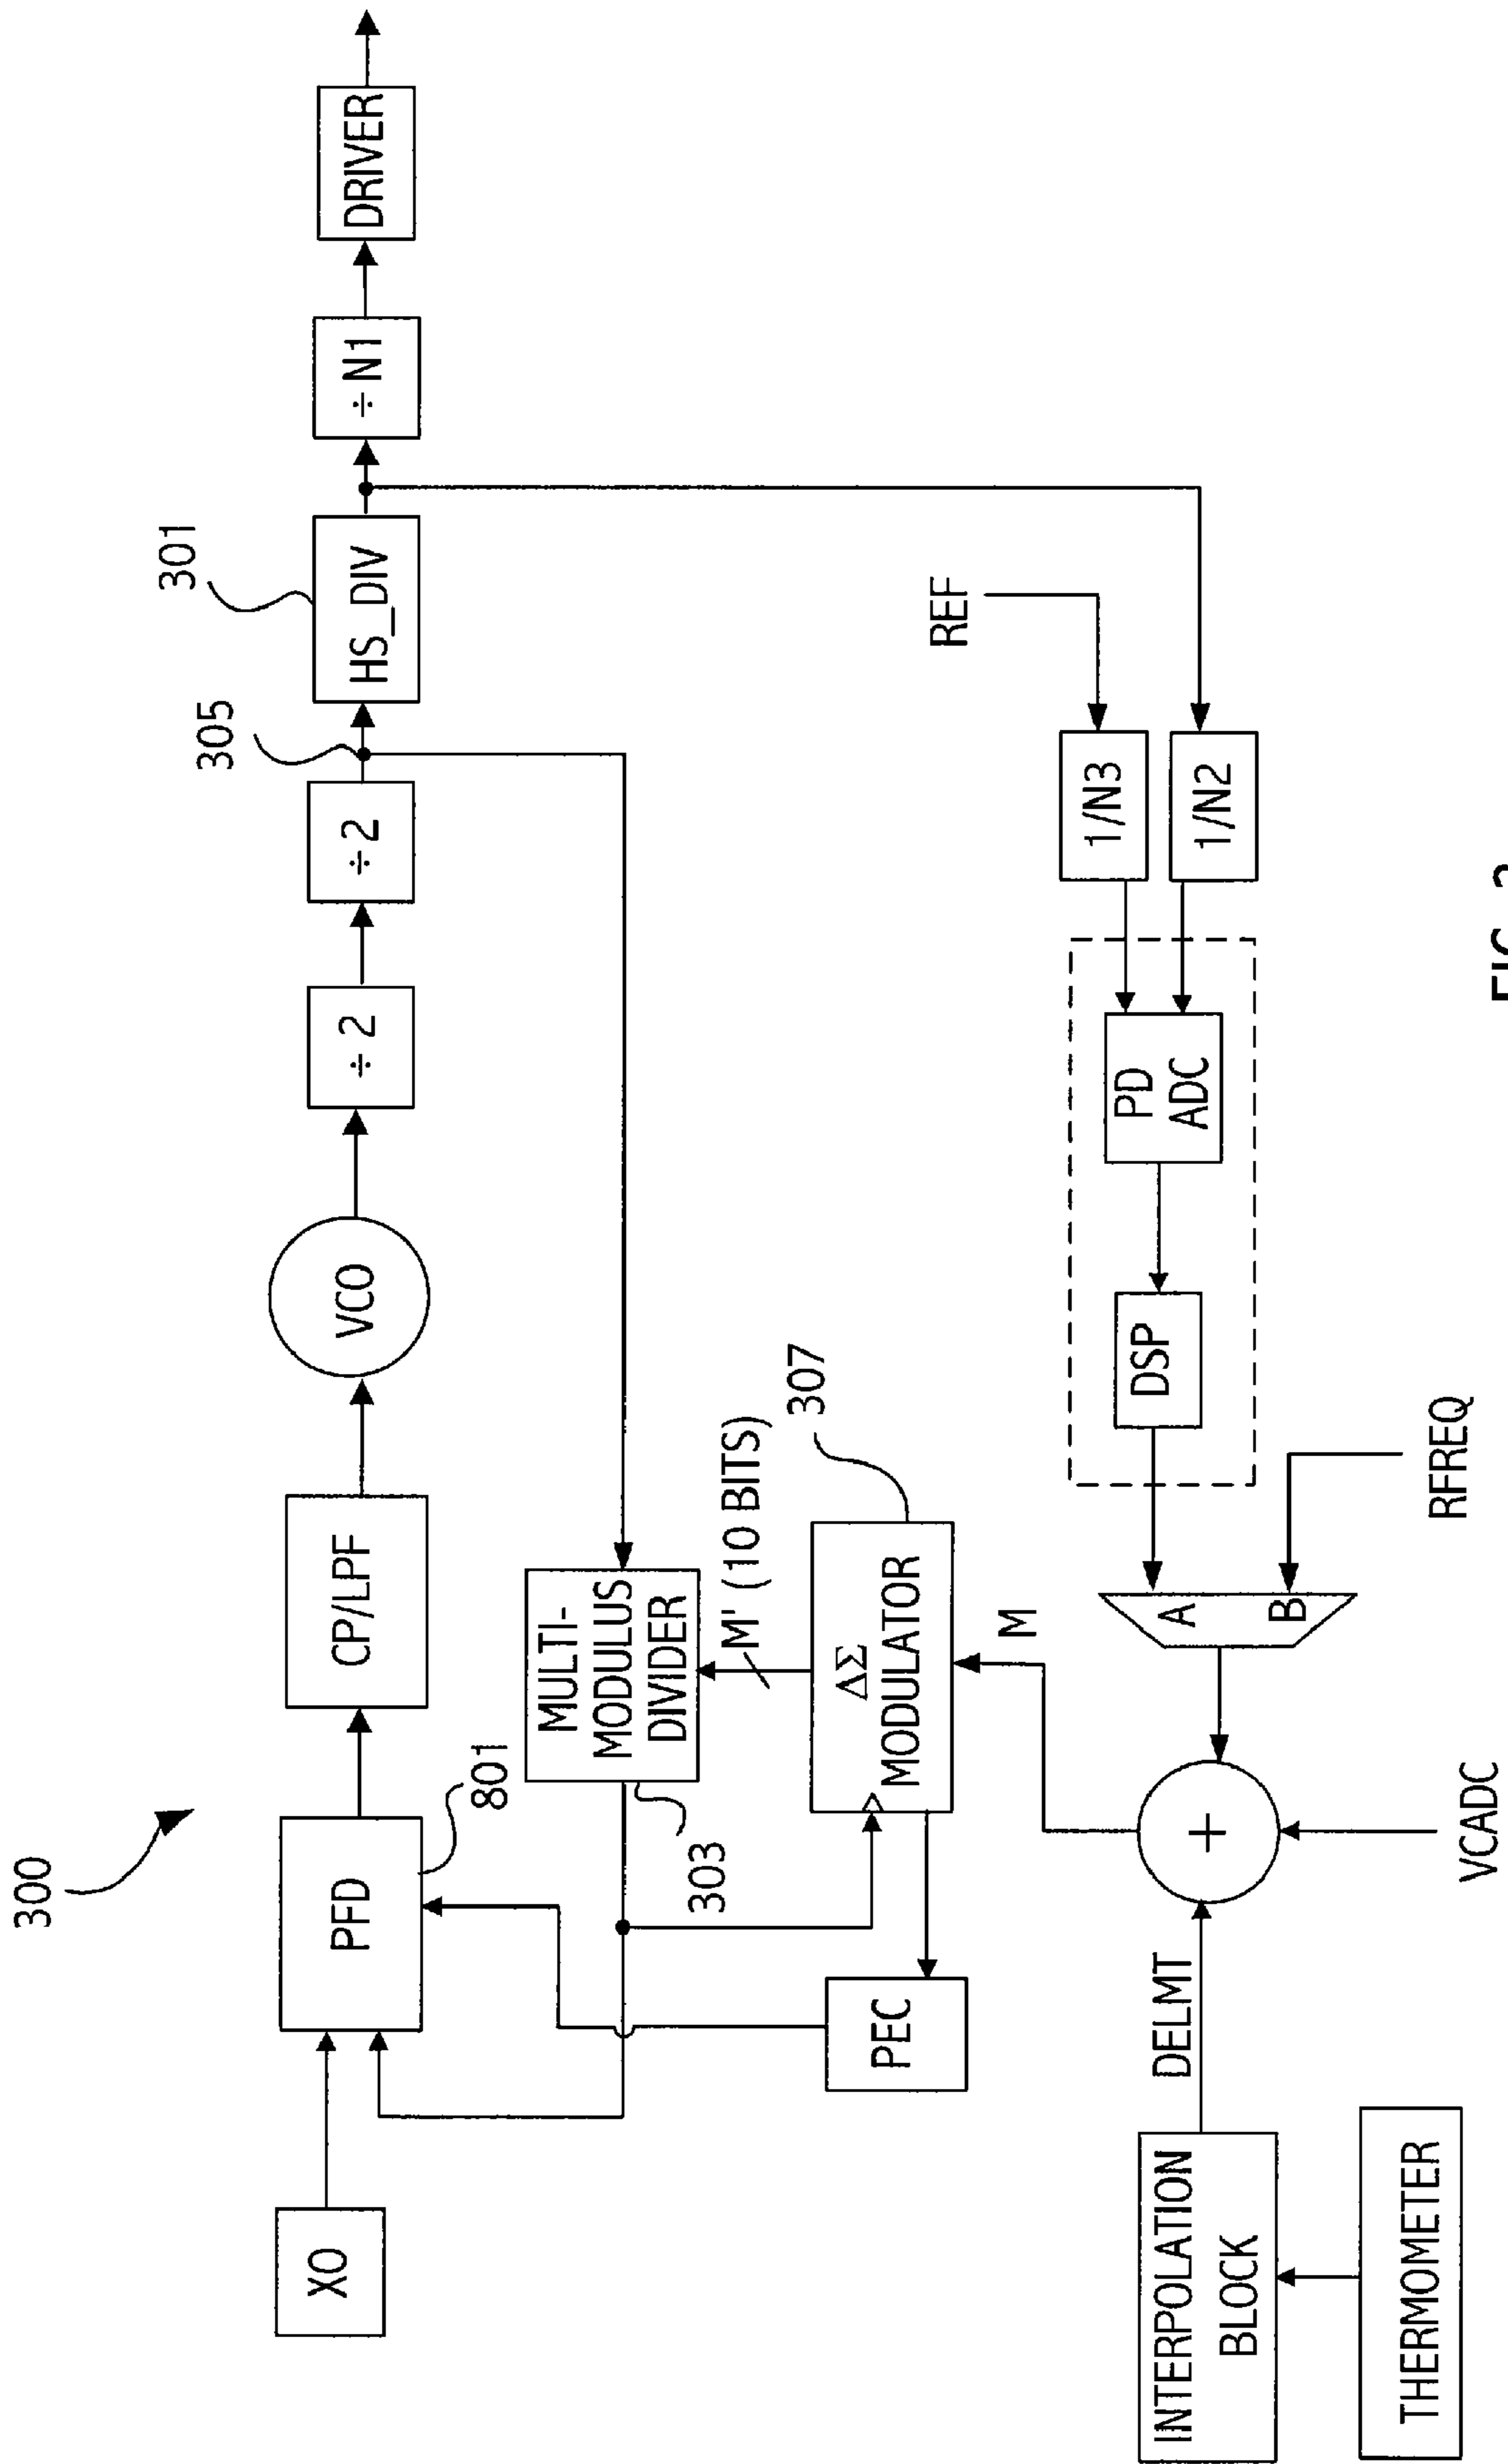 300
XO
PFD
801
CP/LPF
VCO
÷ 2
÷ 2
305
301
HS_DIV
÷ N1
DRIVER
MULTI-
MODULUS
DIVIDER
303
M' (10 BITS)
307
ΔΣ
MODULATOR
PEC
M
REF
1/N3
1/N2
PD
ADC
DSP
A
B
RFREQ
+
VCADC
DELMT
INTERPOLATION
BLOCK
THERMOMETER
FIG.